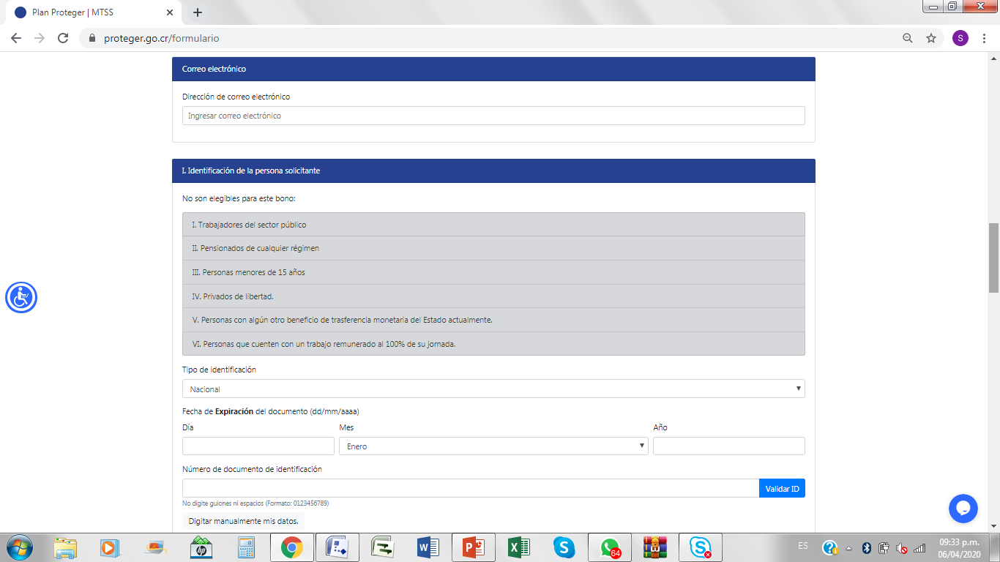 Plan Proteger | MTSS
proteger.go.cr/formulario
S
Correo electrónico
Dirección de correo electrónico
Ingresar correo electrónico
I. Identificación de la persona solicitante
No son elegibles para este bono:
I. Trabajadores del sector público
II. Pensionados de cualquier régimen
III. Personas menores de 15 años
IV. Privados de libertad.
V. Personas con algún otro beneficio de trasferencia monetaria del Estado actualmente.
VI. Personas que cuenten con un trabajo remunerado al 100% de su jornada.
Tipo de identificación
Nacional
Fecha de Expiración del documento (dd/mm/aaaa)
Día Mes Año
Enero
Número de documento de identificación
Validar ID
No digite guiones ni espacios (Formato: 0123456789)
Digitar manualmente mis datos.
64
ES
09:33 p.m.
06/04/2020